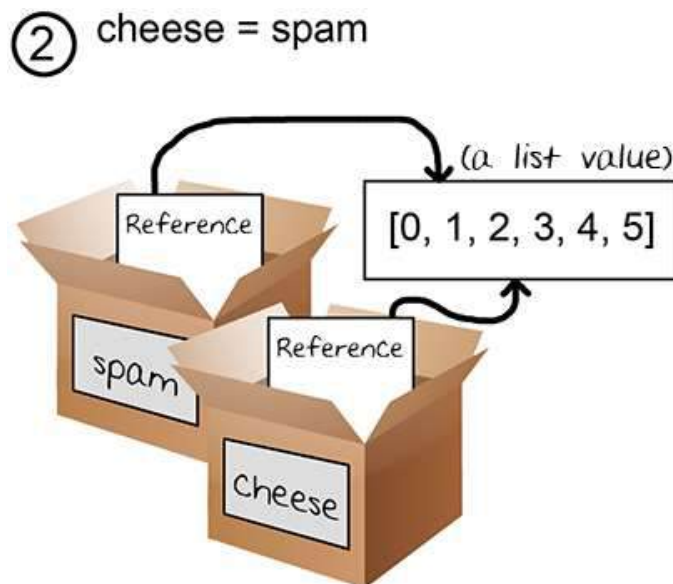 2 cheese = spam
(a list value)
Reference
[0, 1, 2, 3, 4, 5]
Reference
spam
Cheese